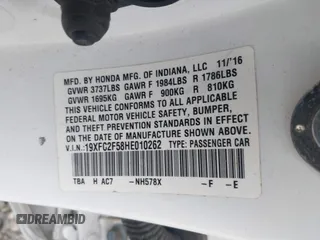 MFD. BY HONDA MFG. OF INDIANA, LLC 11/'16
GVWR 3737LBS GAWR F 1984LBS R 1786LBS
GVWR 1695KG GAWR F 900KG R 810KG
THIS VEHICLE CONFORMS TO ALL APPLICABLE
FEDERAL MOTOR VEHICLE SAFETY, BUMPER,
AND THEFT PREVENTION STANDARDS IN EFFECT
ON THE DATE OF MANUFACTURE SHOWN ABOVE.
V.I.N: 19XFC2F58HE010262 TYPE: PASSENGER CAR
TBA H AC7 -NH578X -F -E
DREAMBID